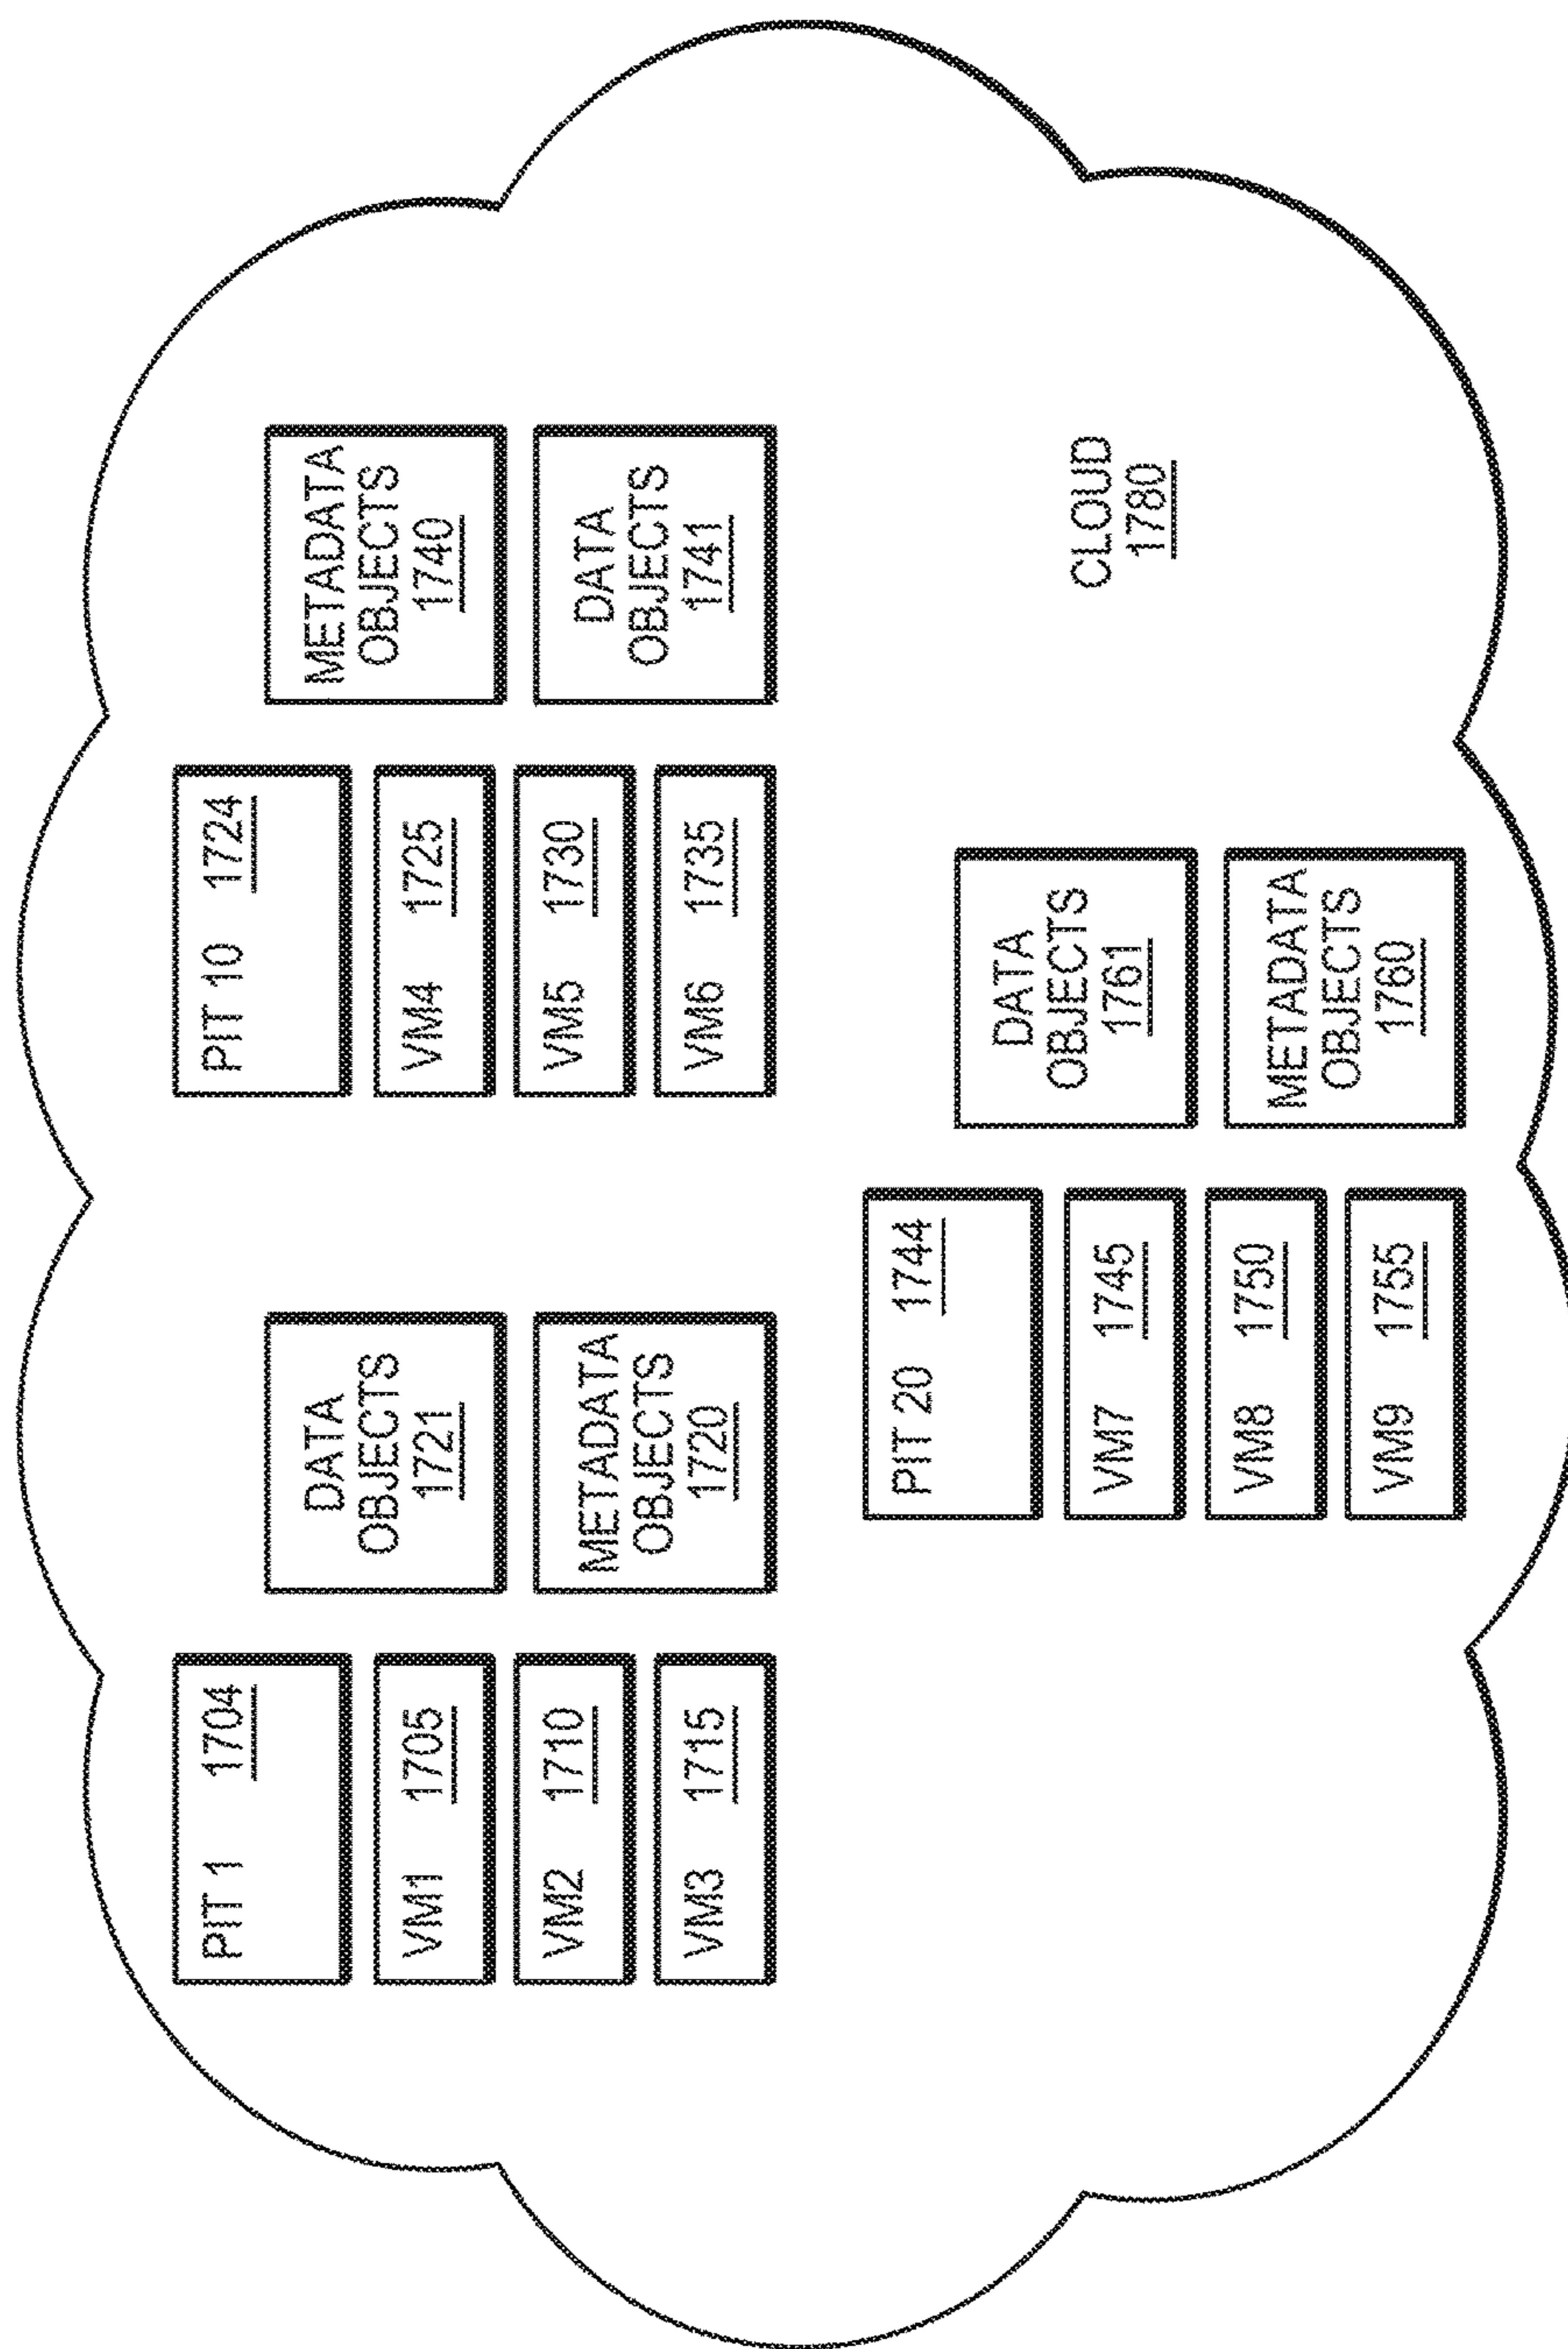 PIT 1 1704
VM1 1705
VM2 1710
VM3 1715
DATA
OBJECTS
1721
METADATA
OBJECTS
1720
PIT 10 1724
VM4 1725
VM5 1730
VM6 1735
METADATA
OBJECTS
1740
DATA
OBJECTS
1741
PIT 20 1744
VM7 1745
VM8 1750
VM9 1755
DATA
OBJECTS
1761
METADATA
OBJECTS
1760
CLOUD
1780